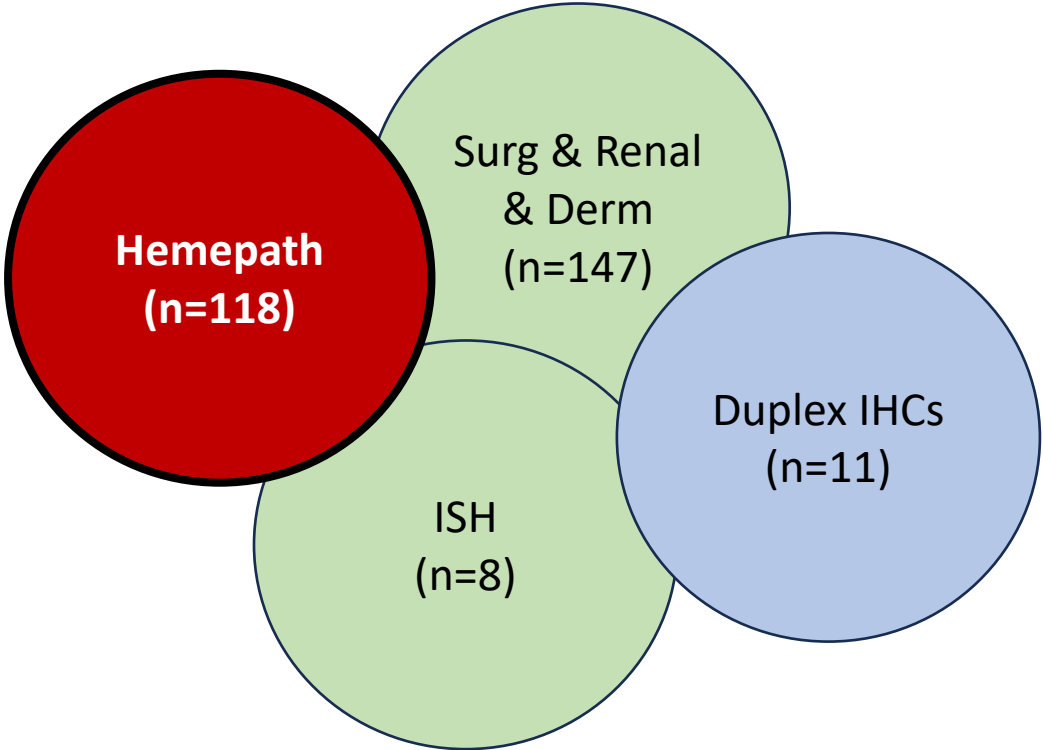 Surg & Renal
& Derm
(n=147)
Hemepath
(n=118)
Duplex IHCs
(n=11)
ISH
(n=8)